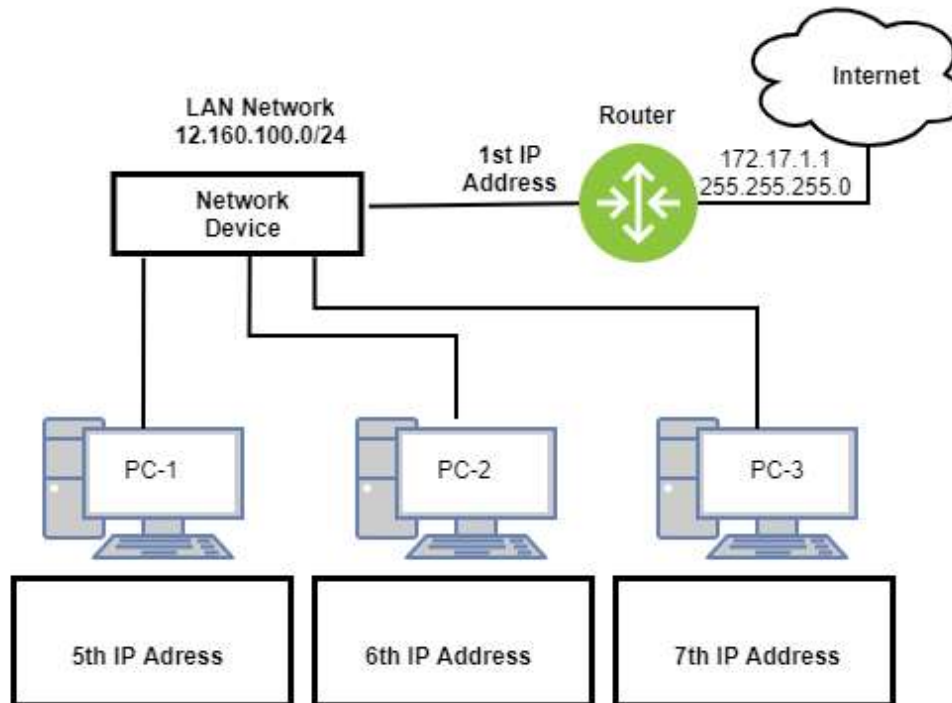 Internet
LAN Network
12.160.100.0/24
Router
1st IP
Address
172.17.1.1
255.255.255.0
Network
Device
PC-1
PC-2
PC-3
5th IP Adress
6th IP Address
7th IP Address